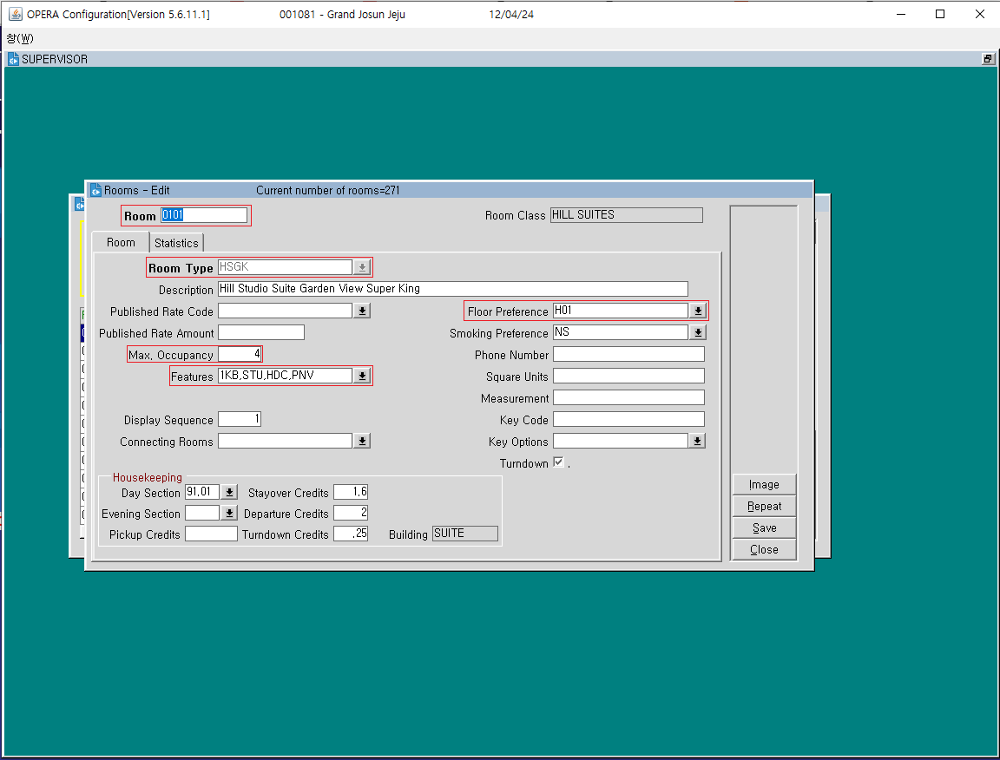 OPERA Configuration[Version 5.6.11.1] 001081 - Grand Josun Jeju 12/04/24
창(W)
SUPERVISOR
Rooms - Edit Current number of rooms=271
Room 0101 Room Class HILL SUITES
Room Statistics
Room Type HSGK
Description Hill Studio Suite Garden View Super King
Published Rate Code Floor Preference H01
Published Rate Amount Smoking Preference NS
Max. Occupancy 4 Phone Number
Features 1KB,STU,HDC,PNV Square Units
Measurement
Display Sequence 1 Key Code
Connecting Rooms Key Options
Turndown .
Housekeeping
Day Section 91.01 Stayover Credits 1.6
Evening Section Departure Credits 2
Pickup Credits Turndown Credits .25 Building SUITE
Image
Repeat
Save
Close